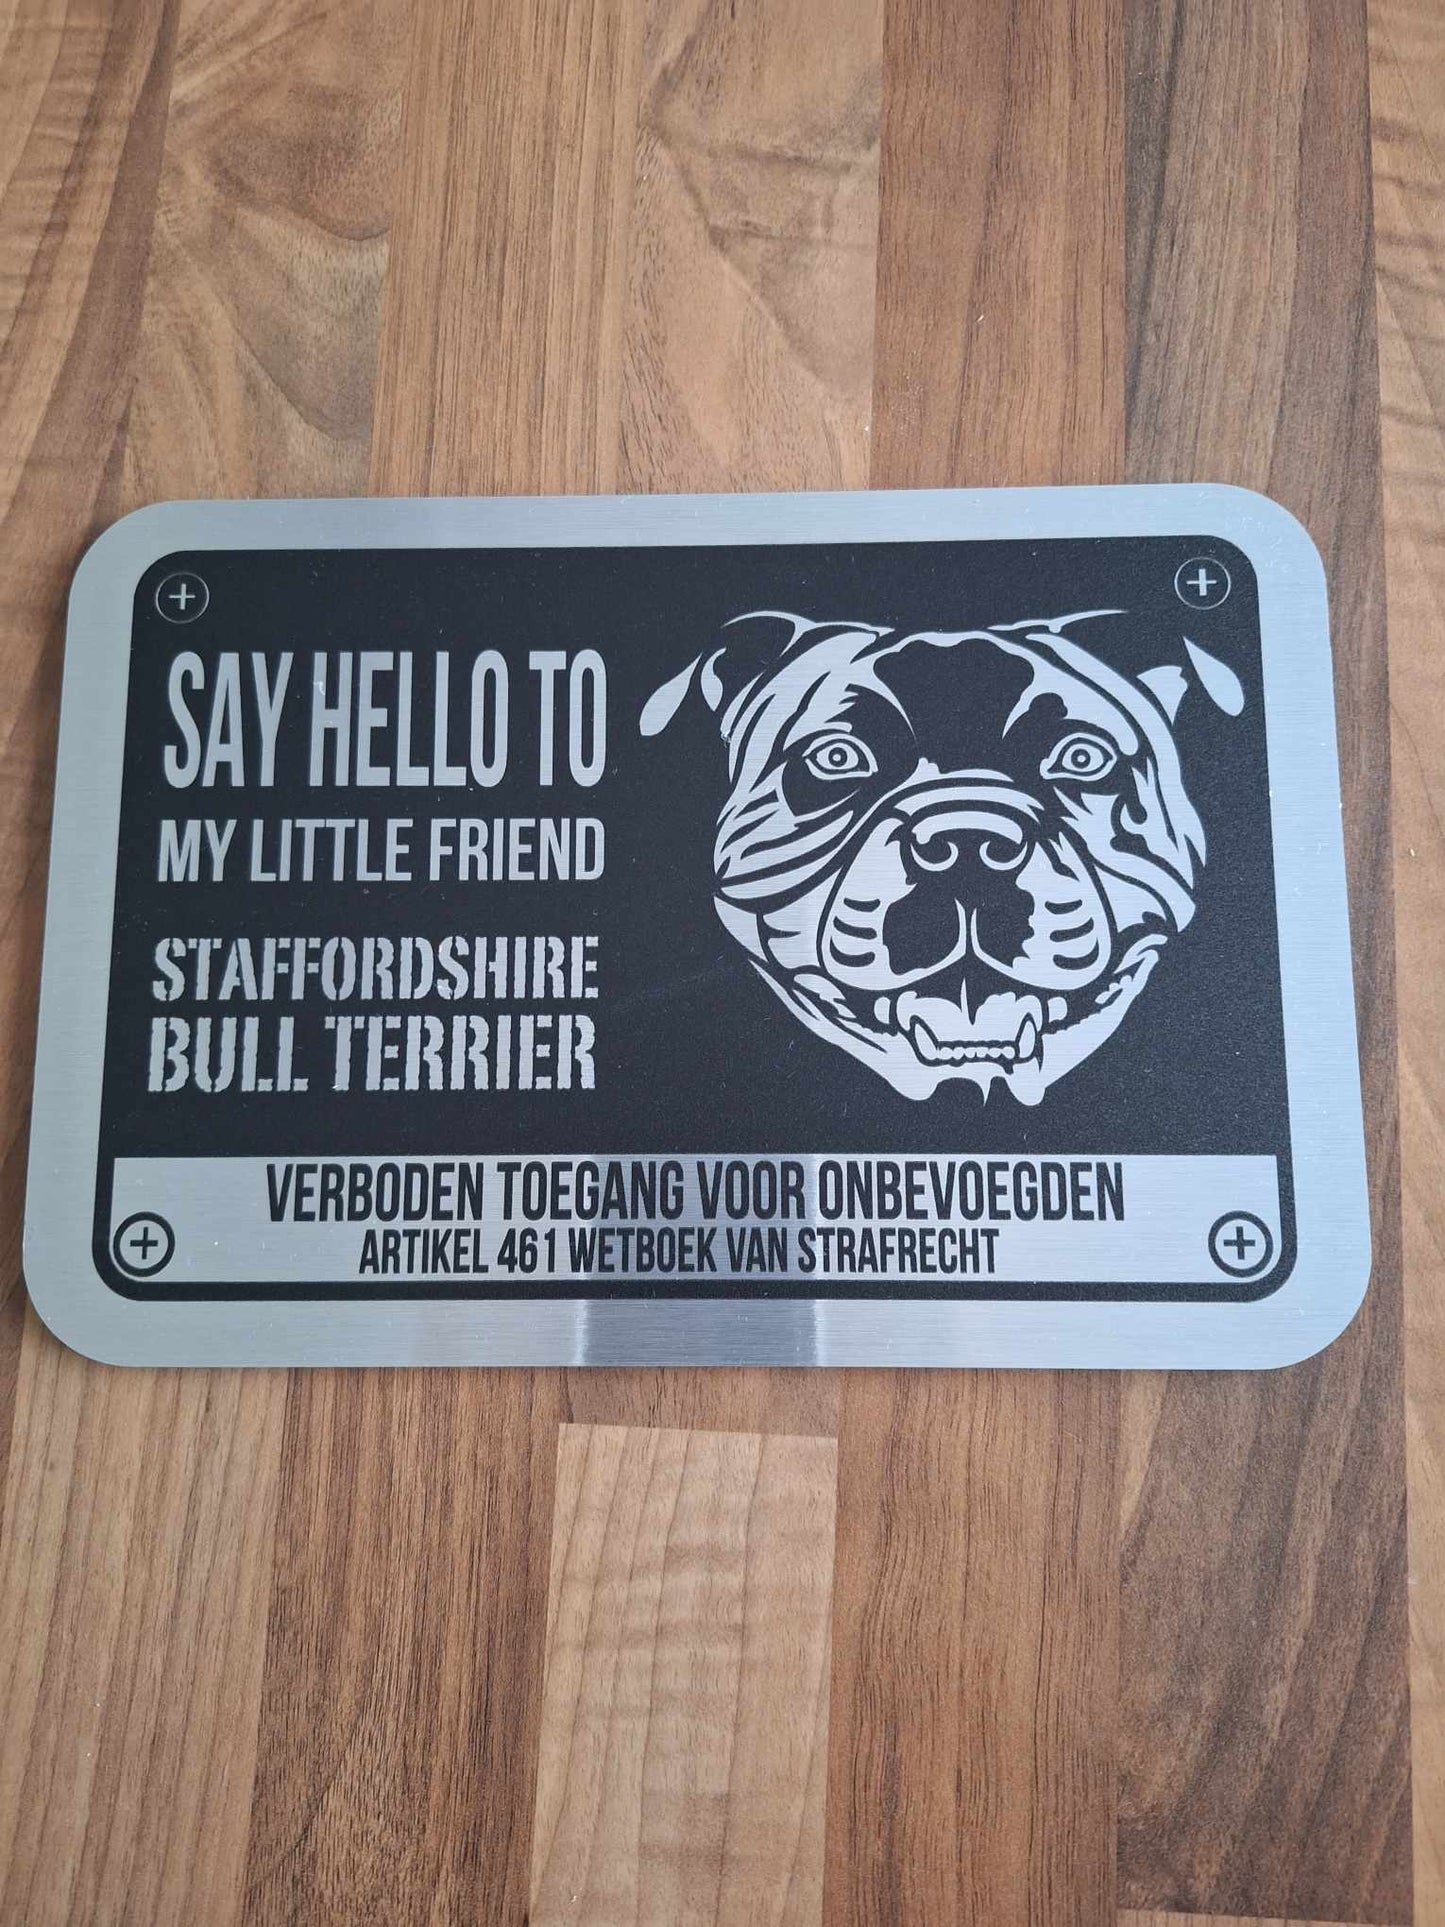 SAY HELLO TO
MY LITTLE FRIEND
STAFFORDSHIRE
BULL TERRIER
VERBODEN TOEGANG VOOR ONBEVOEGDEN
ARTIKEL 461 WETBOEK VAN STRAFRECHT